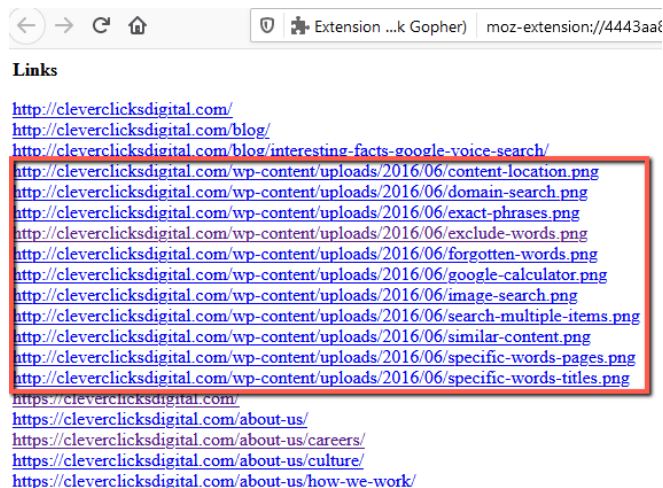 Extension ...k Gopher) moz-extension://4443aa8
Links
http://cleverclicksdigital.com/
http://cleverclicksdigital.com/blog/
http://cleverclicksdigital.com/blog/interesting-facts-google-voice-search/
http://cleverclicksdigital.com/wp-content/uploads/2016/06/content-location.png
http://cleverclicksdigital.com/wp-content/uploads/2016/06/domain-search.png
http://cleverclicksdigital.com/wp-content/uploads/2016/06/exact-phrases.png
http://cleverclicksdigital.com/wp-content/uploads/2016/06/exclude-words.png
http://cleverclicksdigital.com/wp-content/uploads/2016/06/forgotten-words.png
http://cleverclicksdigital.com/wp-content/uploads/2016/06/google-calculator.png
http://cleverclicksdigital.com/wp-content/uploads/2016/06/image-search.png
http://cleverclicksdigital.com/wp-content/uploads/2016/06/search-multiple-items.png
http://cleverclicksdigital.com/wp-content/uploads/2016/06/similar-content.png
http://cleverclicksdigital.com/wp-content/uploads/2016/06/specific-words-pages.png
http://cleverclicksdigital.com/wp-content/uploads/2016/06/specific-words-titles.png
https://cleverclicksdigital.com/
https://cleverclicksdigital.com/about-us/
https://cleverclicksdigital.com/about-us/careers/
https://cleverclicksdigital.com/about-us/culture/
https://cleverclicksdigital.com/about-us/how-we-work/